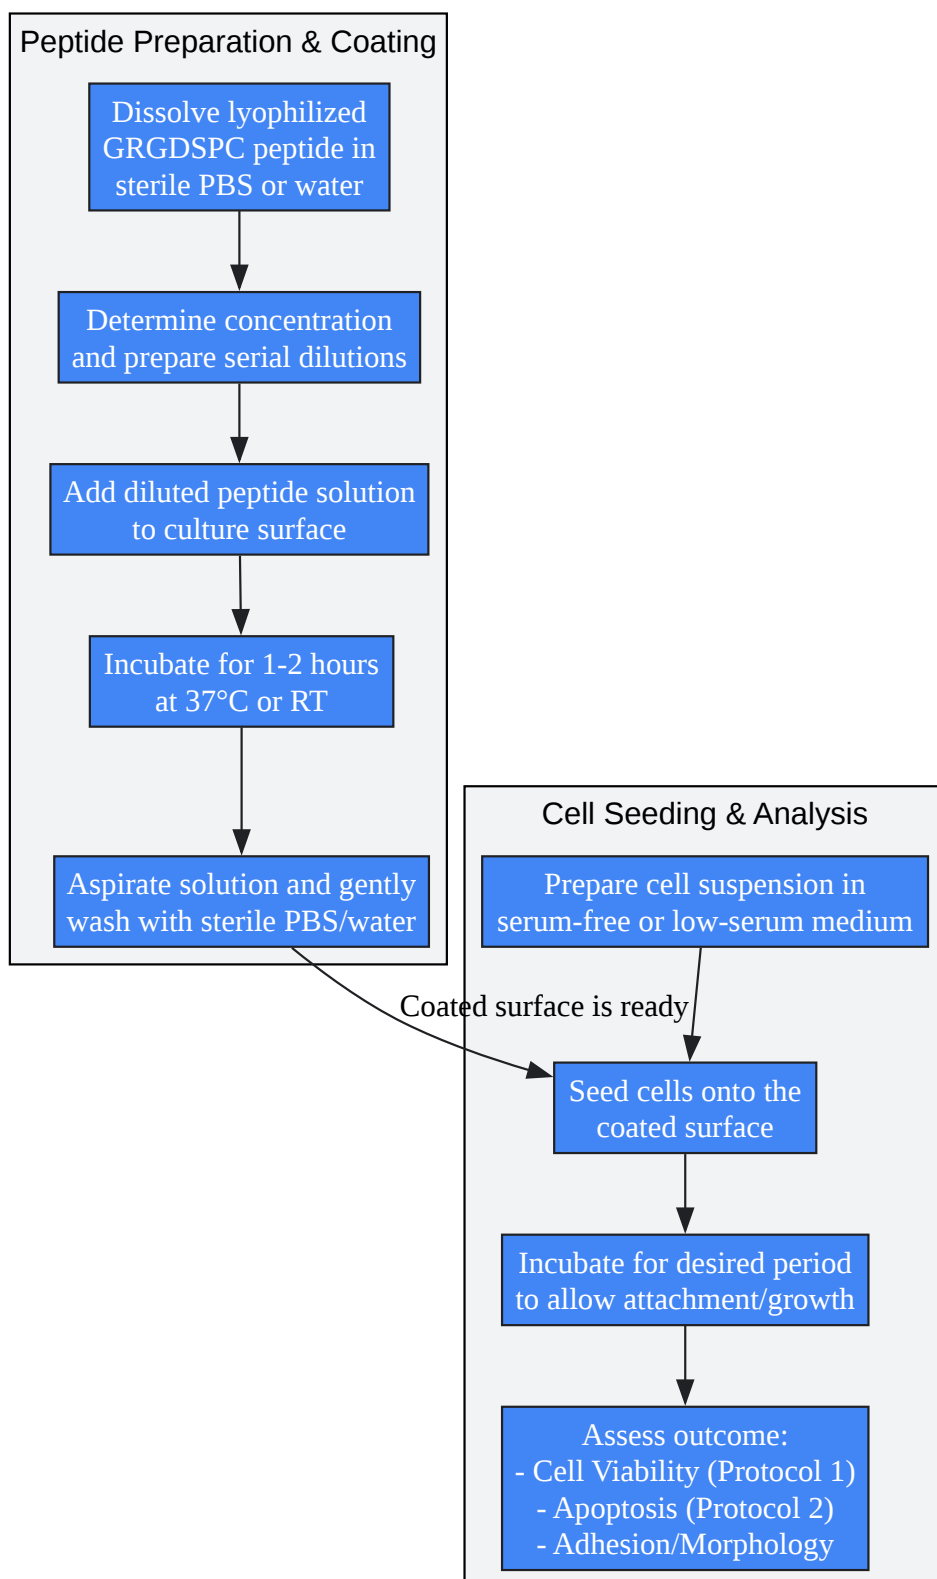 Peptide Preparation & Coating
Dissolve lyophilized
GRGDSPC peptide in
sterile PBS or water
Determine concentration
and prepare serial dilutions
Add diluted peptide solution
to culture surface
Incubate for 1-2 hours
at 37°C or RT
Aspirate solution and gently
wash with sterile PBS/water
Coated surface is ready
Cell Seeding & Analysis
Prepare cell suspension in
serum-free or low-serum medium
Seed cells onto the
coated surface
Incubate for desired period
to allow attachment/growth
Assess outcome:
- Cell Viability (Protocol 1)
- Apoptosis (Protocol 2)
- Adhesion/Morphology